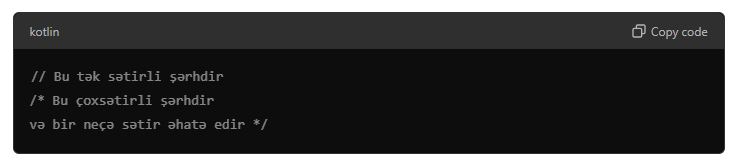 kotlin
Copy code
// Bu tək sətirli şərhdir
/* Bu çoxsətirli şərhdir
və bir neçə sətir əhatə edir */